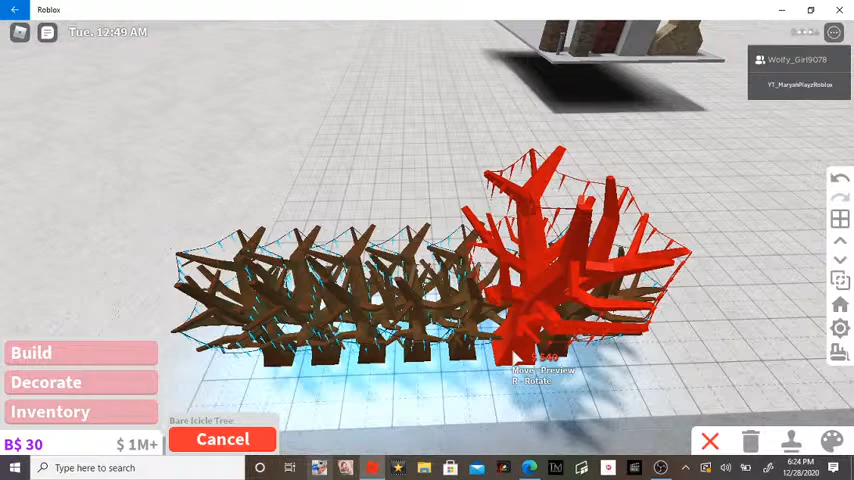 Roblox
Tue. 12:49 AM
Wolfy_Girl9078
YT_MaryahPlayzRoblox
$ 540
Move - Preview
R - Rotate
Build
Decorate
Inventory
Bare Icicle Tree
Cancel
B$ 30
$ 1M+
Type here to search
6:24 PM
12/28/2020